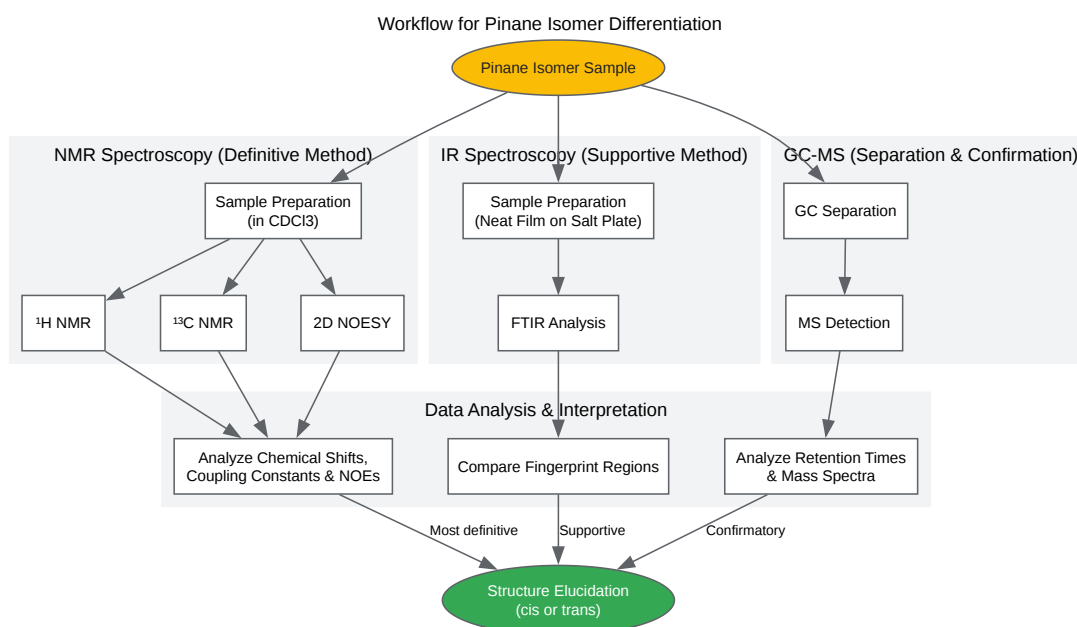 Workflow for Pinane Isomer Differentiation
Pinane Isomer Sample
NMR Spectroscopy (Definitive Method)
IR Spectroscopy (Supportive Method)
GC-MS (Separation & Confirmation)
Sample Preparation
(in CDCl3)
Sample Preparation
(Neat Film on Salt Plate)
GC Separation
¹H NMR
¹³C NMR
2D NOESY
FTIR Analysis
MS Detection
Data Analysis & Interpretation
Analyze Chemical Shifts,
Coupling Constants & NOEs
Compare Fingerprint Regions
Analyze Retention Times
& Mass Spectra
Most definitive
Supportive
Confirmatory
Structure Elucidation
(cis or trans)